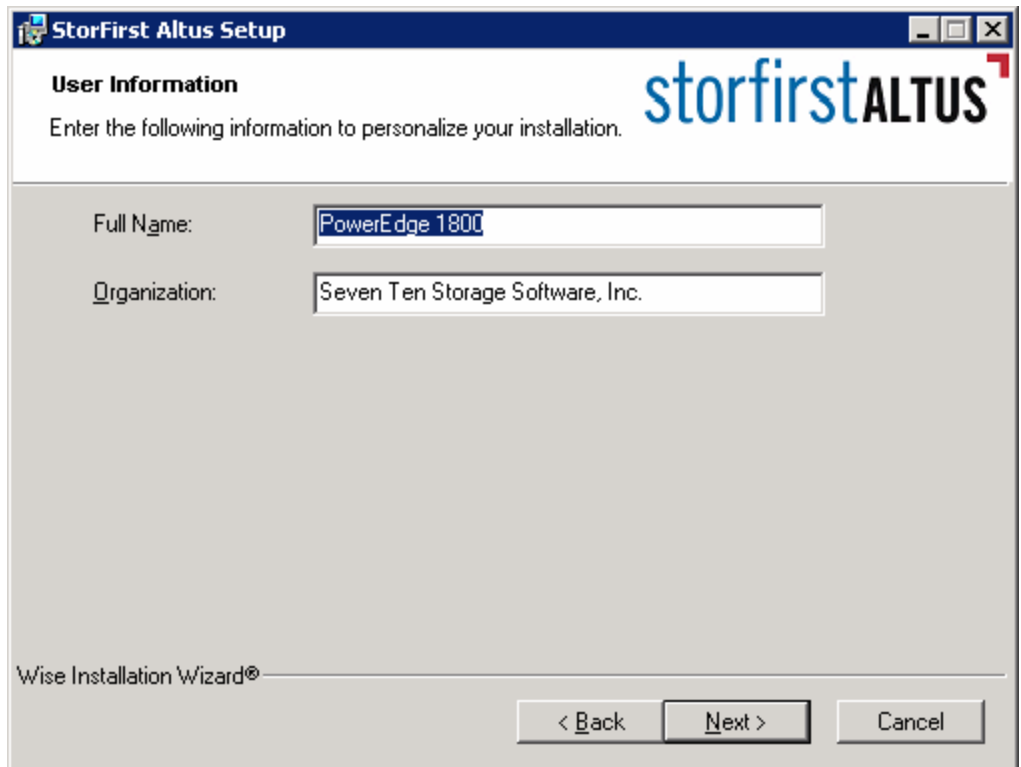 StorFirst Altus Setup
User Information
Enter the following information to personalize your installation.
storfirstALTUS
Full Name:
PowerEdge 1800
Organization:
Seven Ten Storage Software, Inc.
Wise Installation Wizard®
< Back
Next >
Cancel